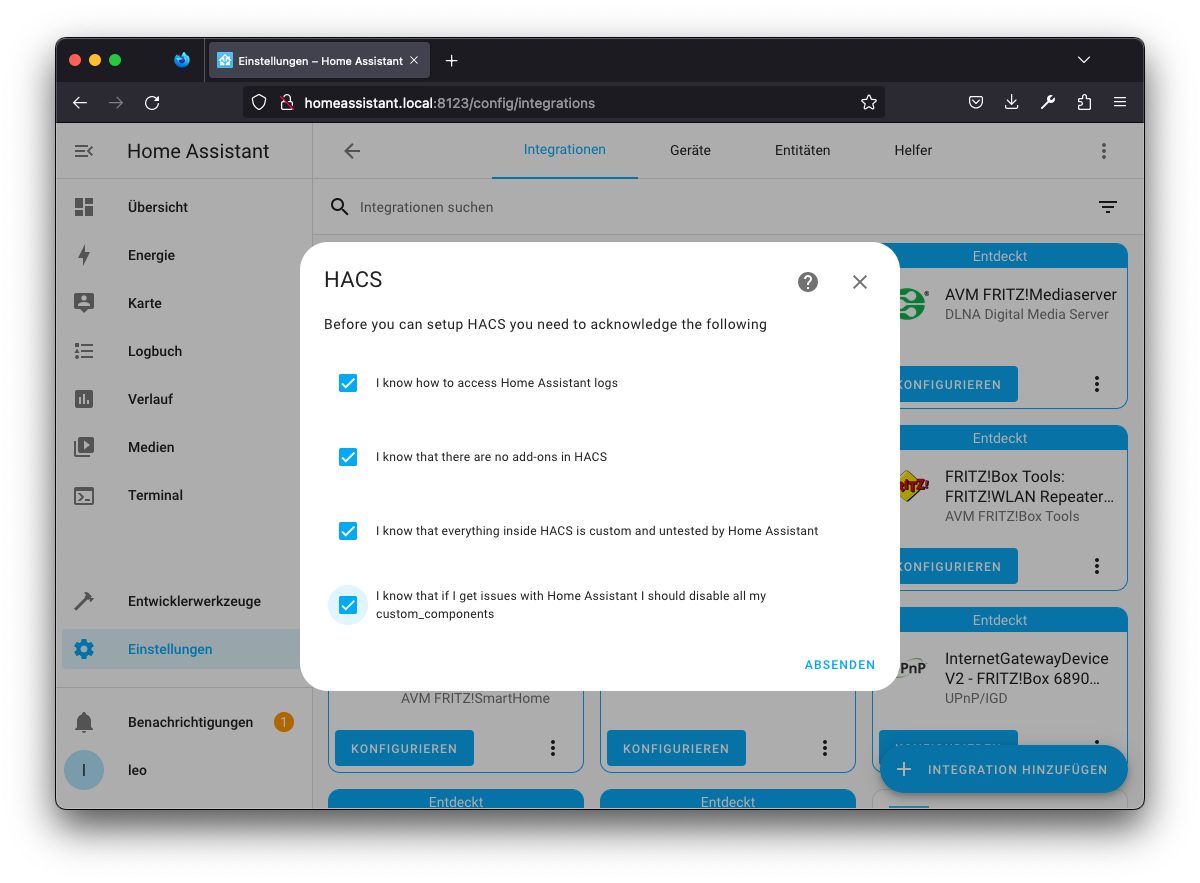 Einstellungen – Home Assistant
homeassistant.local:8123/config/integrations
Home Assistant
Integrationen
Geräte
Entitäten
Helfer
Integrationen suchen
Übersicht
Energie
Karte
Logbuch
Verlauf
Medien
Terminal
Entwicklerwerkzeuge
Einstellungen
Benachrichtigungen
1
l
leo
HACS
Before you can setup HACS you need to acknowledge the following
I know how to access Home Assistant logs
I know that there are no add-ons in HACS
I know that everything inside HACS is custom and untested by Home Assistant
I know that if I get issues with Home Assistant I should disable all my
custom_components
ABSENDEN
Entdeckt
AVM FRITZ!Mediaserver
DLNA Digital Media Server
KONFIGURIEREN
Entdeckt
FRITZ!Box Tools:
FRITZ!WLAN Repeater…
AVM FRITZ!Box Tools
KONFIGURIEREN
Entdeckt
InternetGatewayDevice
V2 - FRITZ!Box 6890…
UPnP/IGD
AVM FRITZ!SmartHome
KONFIGURIEREN
KONFIGURIEREN
INTEGRATION HINZUFÜGEN
Entdeckt
Entdeckt